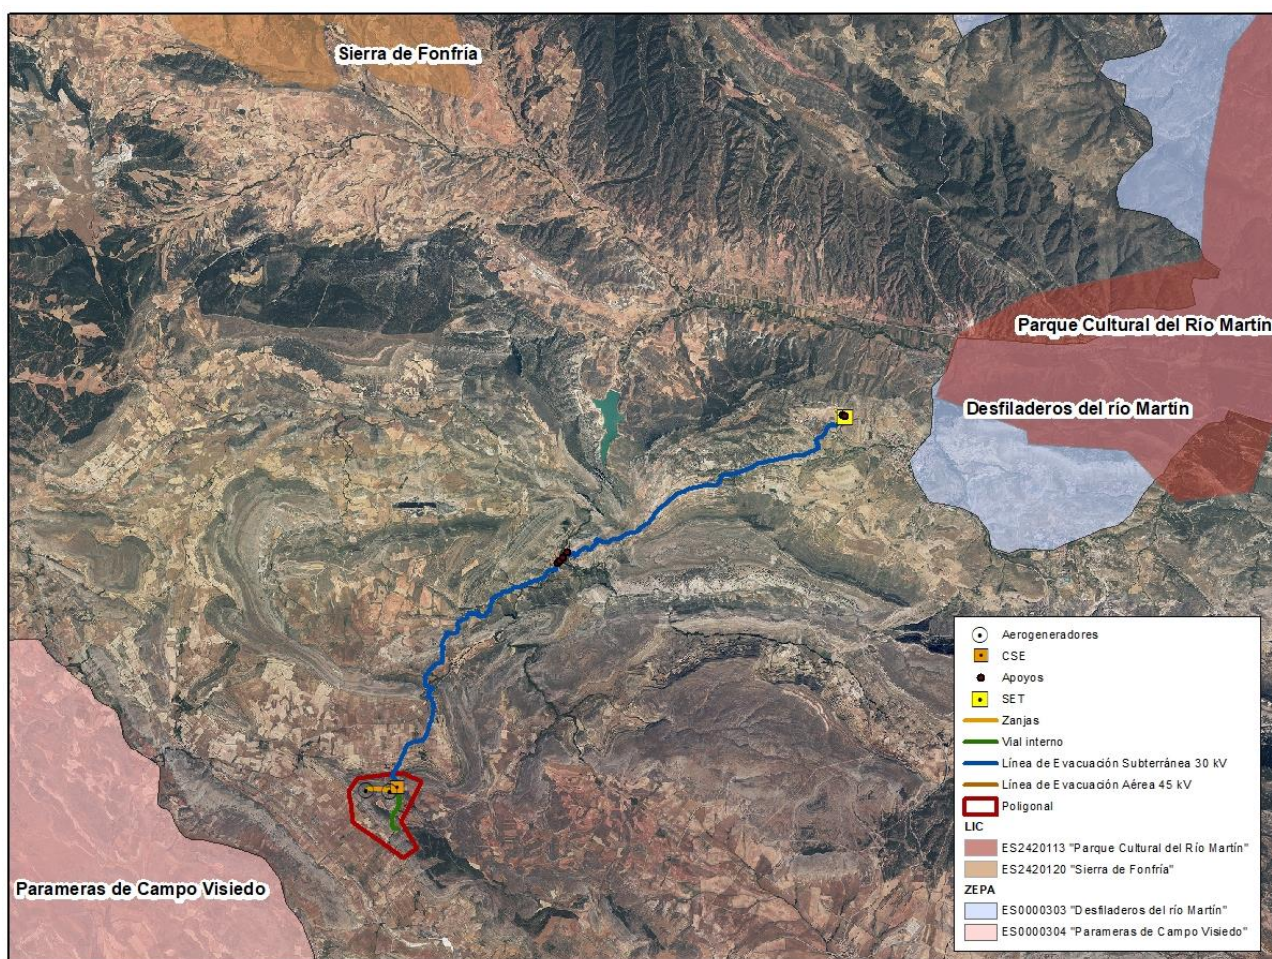 Sierra de Fonfría
Parque Cultural del Río Martín
Desfiladeros del río Martín
Parameras de Campo Visiedo
Aerogeneradores
CSE
Apoyos
SET
Zanjas
Vial interno
Línea de Evacuación Subterránea 30 kV
Línea de Evacuación Aérea 45 kV
Poligonal
LIC
ES2420113 "Parque Cultural del Río Martín"
ES2420120 "Sierra de Fonfría"
ZEPA
ES0000303 "Desfiladeros del río Martín"
ES0000304 "Parameras de Campo Visiedo"